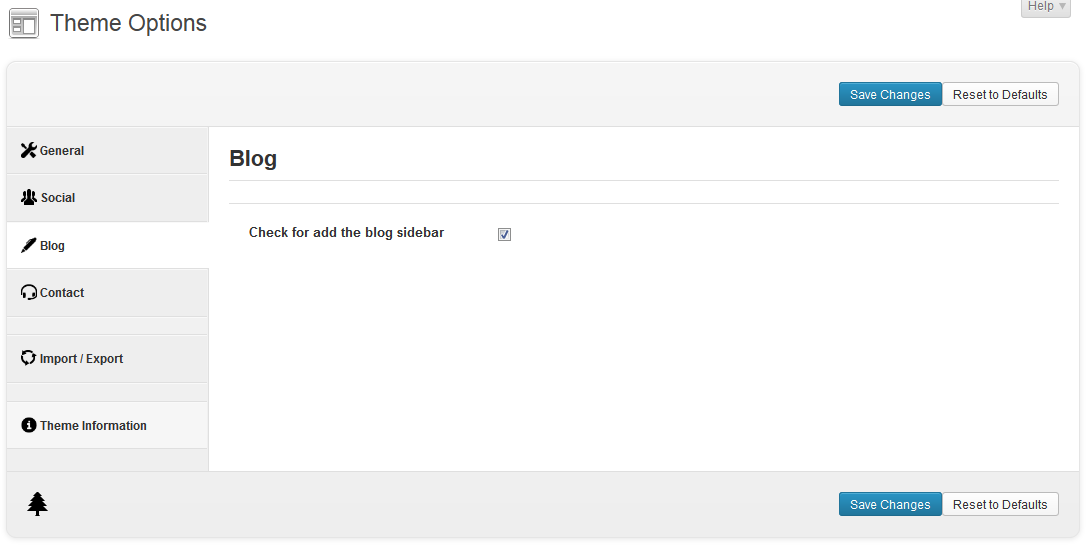 Help
Theme Options
Save Changes Reset to Defaults
General
Social
Blog
Contact
Import / Export
Theme Information
Blog
Check for add the blog sidebar
Save Changes Reset to Defaults